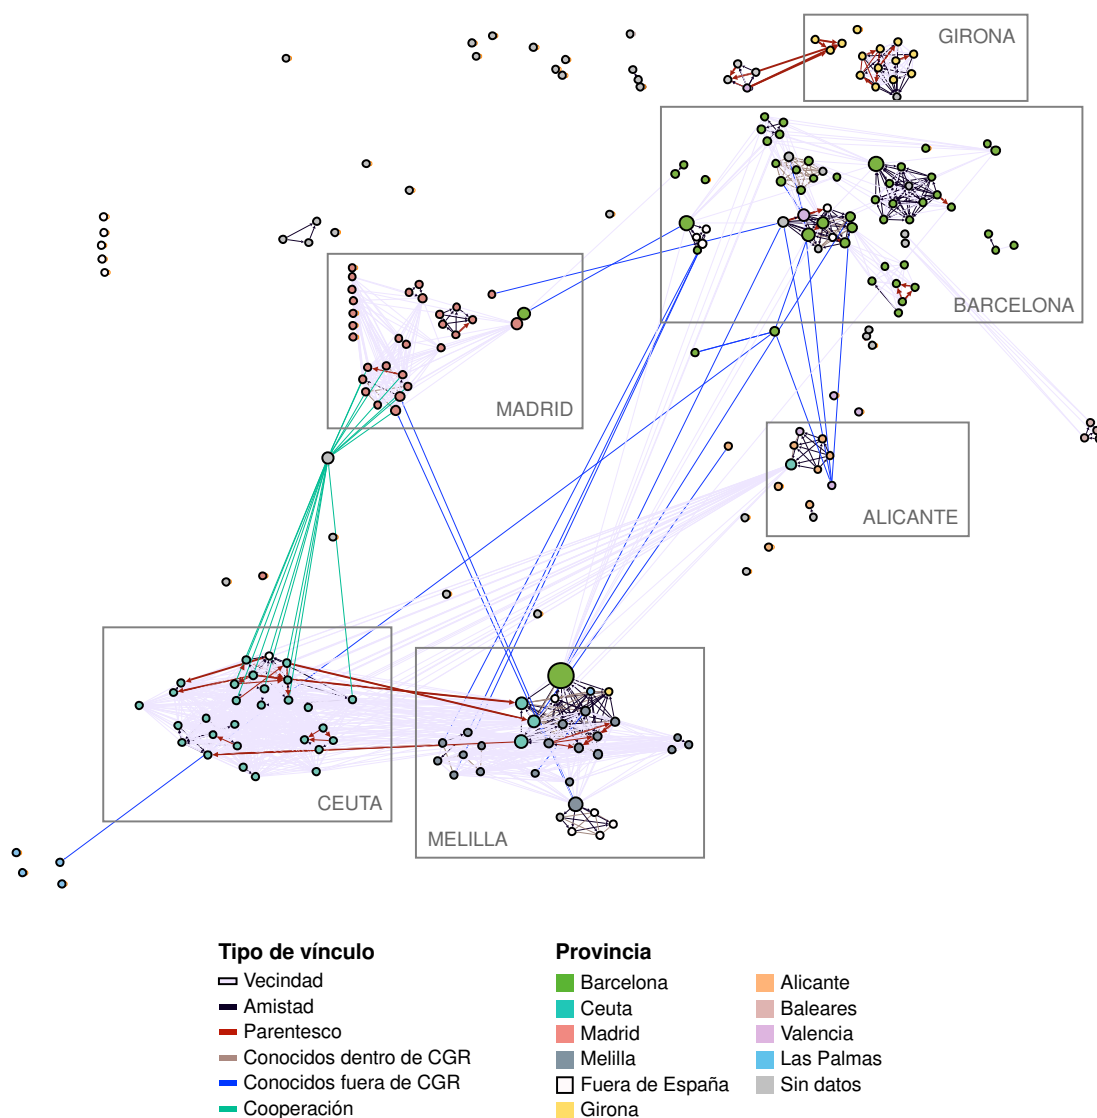 GIRONA
BARCELONA
MADRID
ALICANTE
CEUTA
MELILLA
Tipo de vínculo
Vecindad
Amistad
Parentesco
Conocidos dentro de CGR
Conocidos fuera de CGR
Cooperación
Provincia
Barcelona
Ceuta
Madrid
Melilla
Fuera de España
Girona
Alicante
Baleares
Valencia
Las Palmas
Sin datos